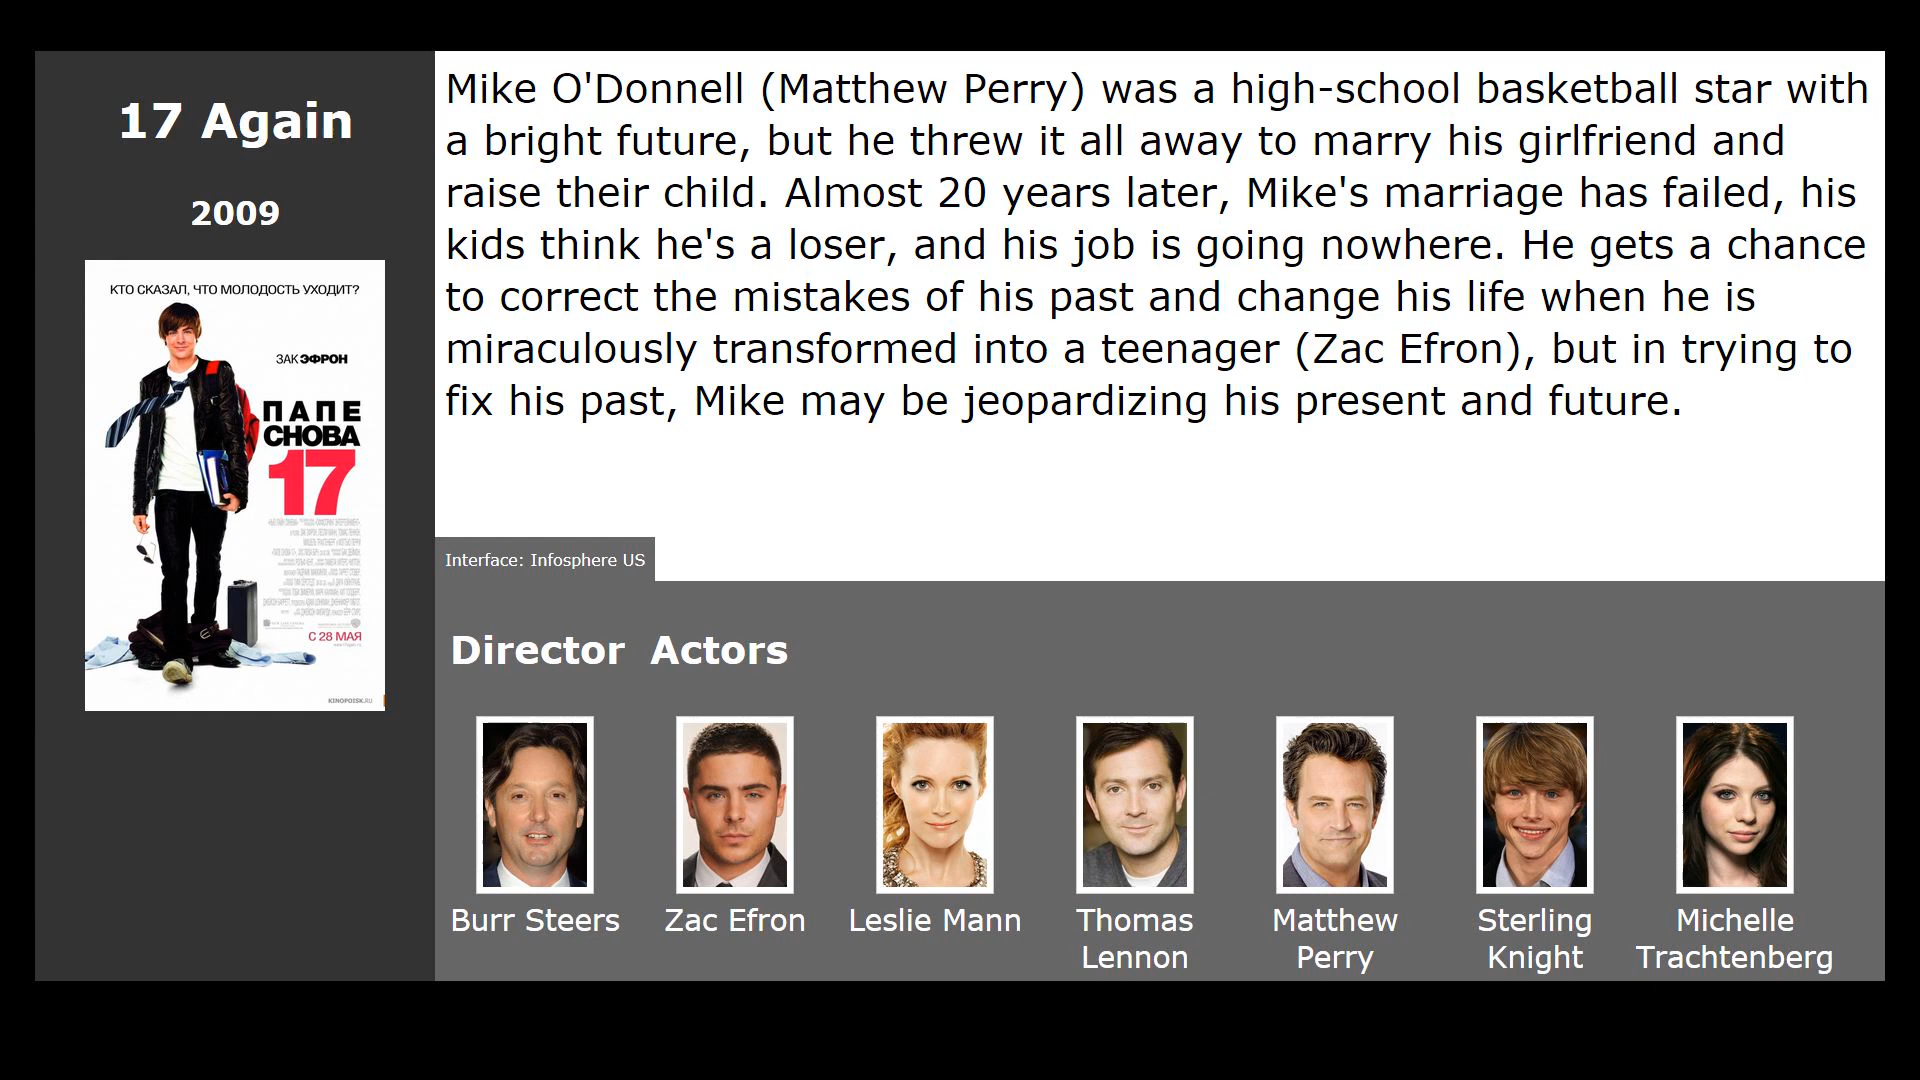 17 Again
2009
КТО СКАЗАЛ, ЧТО МОЛОДОСТЬ УХОДИТ?
ЗАК ЭФРОН
ПАПЕ
СНОВА
17
С 28 МАЯ
KINOPOISK.RU
Mike O'Donnell (Matthew Perry) was a high-school basketball star with
a bright future, but he threw it all away to marry his girlfriend and
raise their child. Almost 20 years later, Mike's marriage has failed, his
kids think he's a loser, and his job is going nowhere. He gets a chance
to correct the mistakes of his past and change his life when he is
miraculously transformed into a teenager (Zac Efron), but in trying to
fix his past, Mike may be jeopardizing his present and future.
Interface: Infosphere US
Director Actors
Burr Steers
Zac Efron
Leslie Mann
Thomas
Lennon
Matthew
Perry
Sterling
Knight
Michelle
Trachtenberg